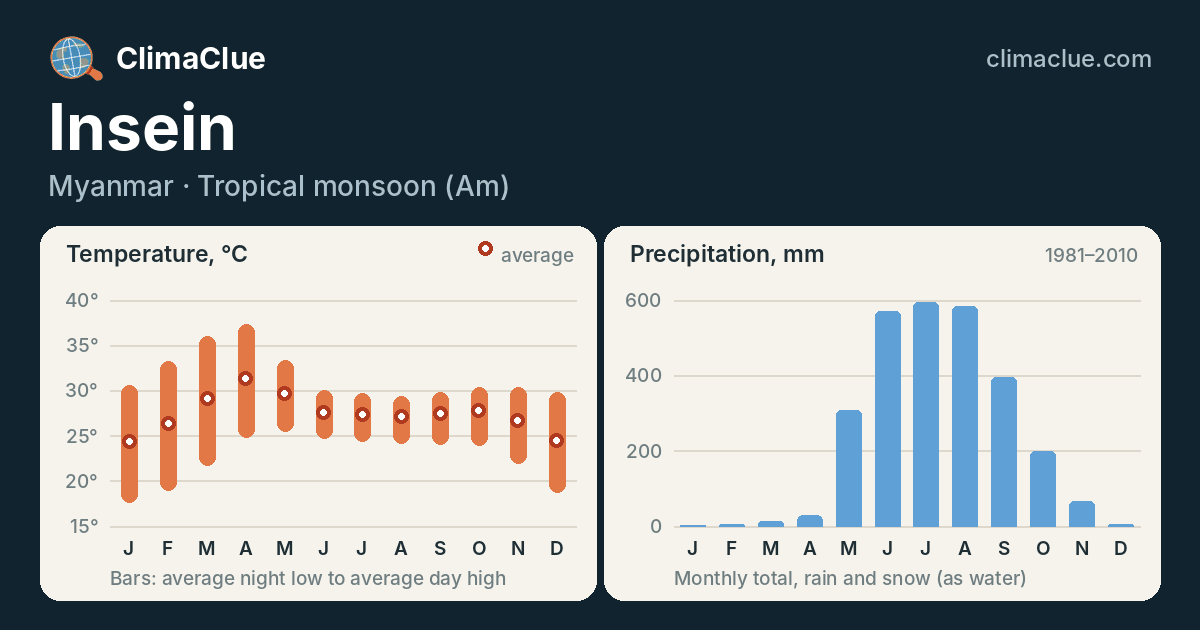 ClimaClue
climaclue.com
Insein
Myanmar · Tropical monsoon (Am)
Temperature, °C
average
40°
35°
30°
25°
20°
15°
J F M A M J J A S O N D
Bars: average night low to average day high
Precipitation, mm
1981–2010
600
400
200
0
J F M A M J J A S O N D
Monthly total, rain and snow (as water)